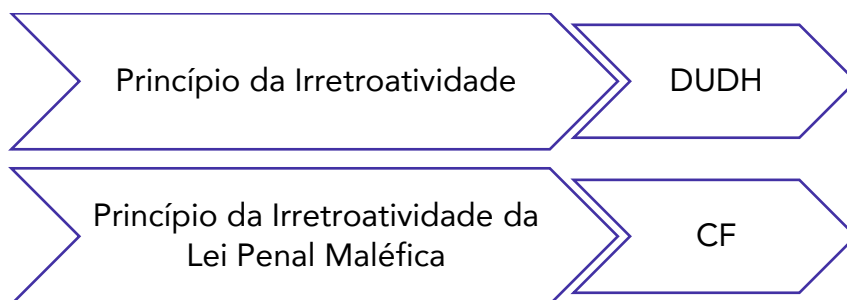 Princípio da Irretroatividade
DUDH
Princípio da Irretroatividade da
Lei Penal Maléfica
CF